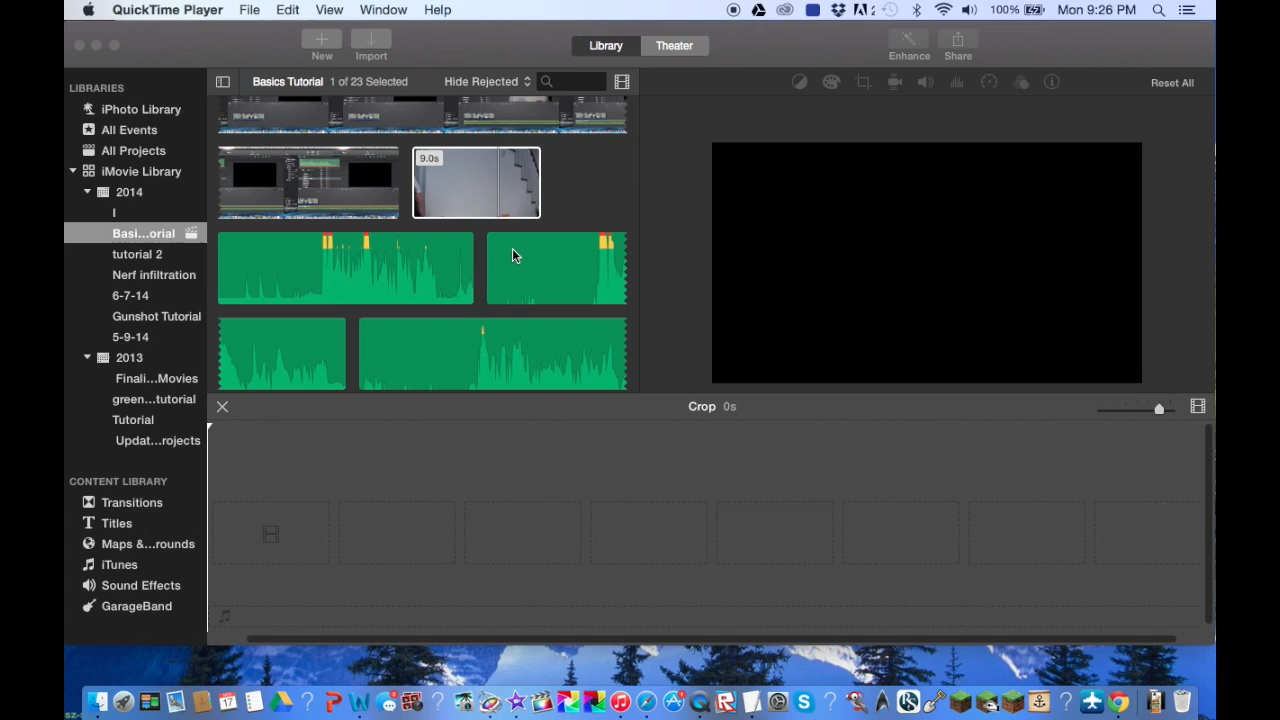 QuickTime Player File Edit View Window Help 2 100% Mon 9:26 PM
New Import Library Theater Enhance Share
LIBRARIES
Basics Tutorial 1 of 23 Selected Hide Rejected Reset All
iPhoto Library
All Events
All Projects
iMovie Library
2014
I
Basi...orial
tutorial 2
Nerf infiltration
6-7-14
Gunshot Tutorial
5-9-14
2013
Finali...Movies
green...tutorial
Tutorial
Updat...rojects
9.0s
Crop 0s
CONTENT LIBRARY
Transitions
Titles
Maps &...rounds
iTunes
Sound Effects
GarageBand
17